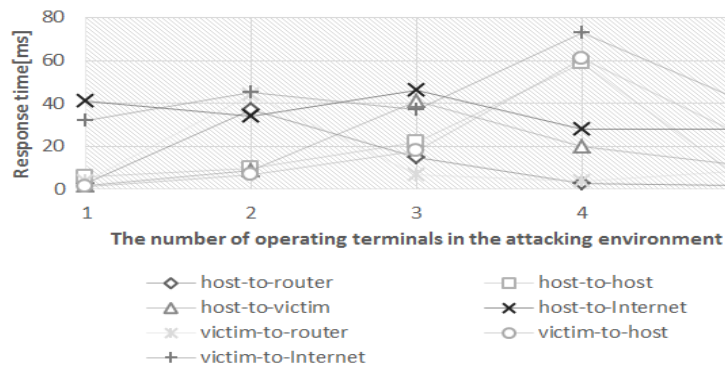 80
60
40
20
0
Response time[ms]
1 2 3 4
The number of operating terminals in the attacking environment
host-to-router host-to-host
host-to-victim host-to-Internet
victim-to-router victim-to-host
victim-to-Internet